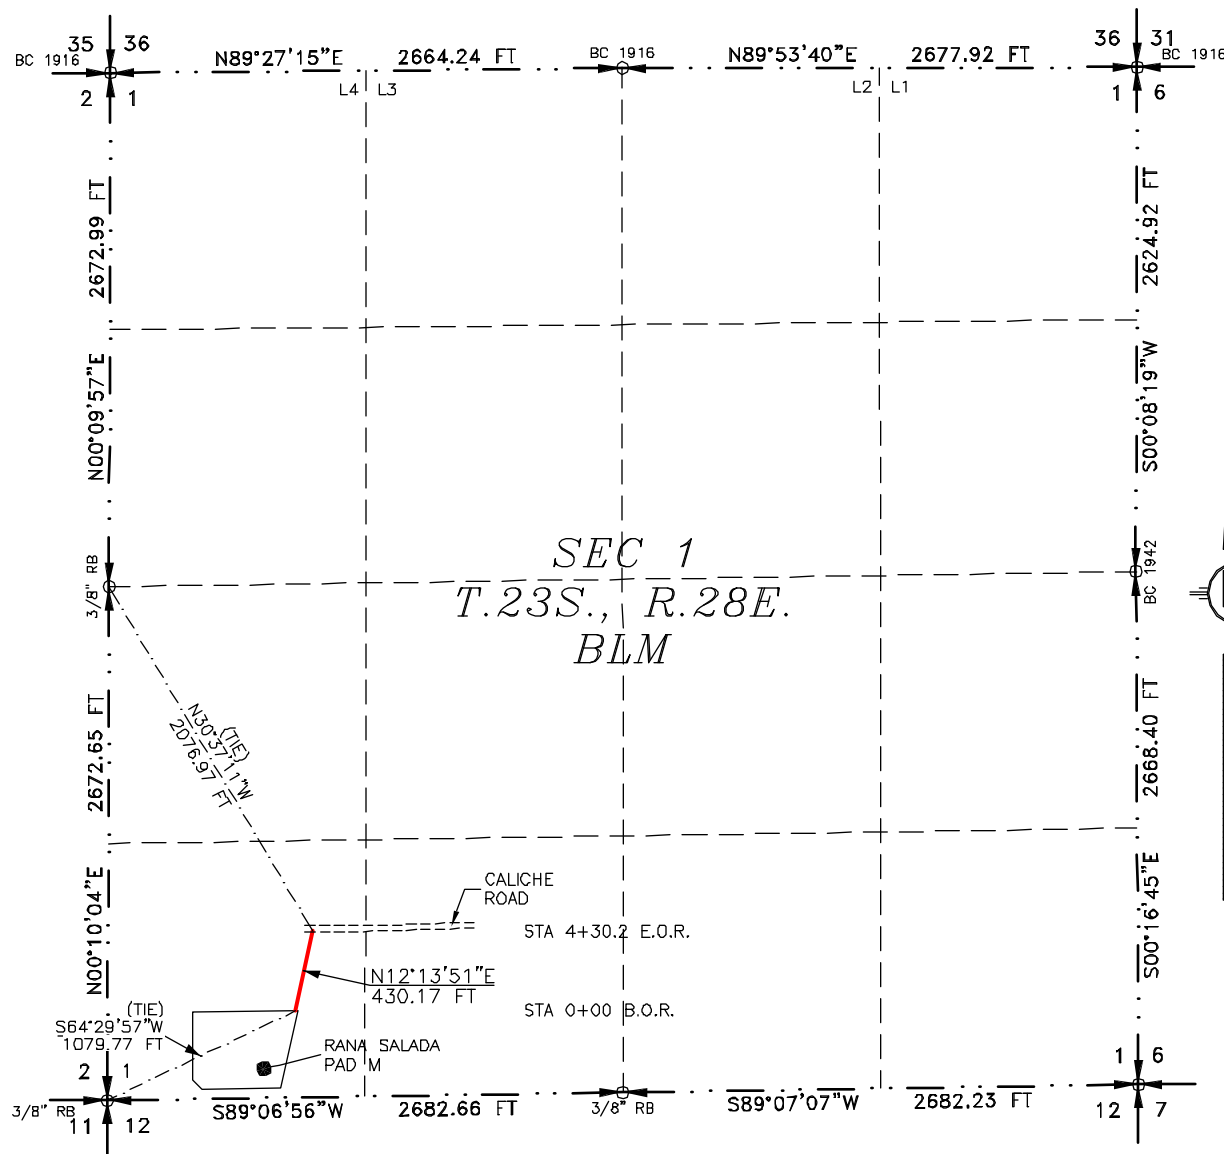 35 36
BC 1916
N89°27'15"E 2664.24 FT
BC 1916
N89°53'40"E 2677.92 FT
36 31
BC 1916
2 1
L4 L3
L2 L1
1 6
2672.99 FT
2624.92 FT
N00°09'57"E
S00°08'19"W
3/8" RB
BC 1942
SEC 1
T.23S., R.28E.
BLM
(TIE)
N30°37'11"W
2076.97 FT
2672.65 FT
2668.40 FT
CALICHE
ROAD
STA 4+30.2 E.O.R.
N00°10'04"E
S00°16'45"E
N12°13'51"E
430.17 FT
STA 0+00 B.O.R.
(TIE)
S64°29'57"W
1079.77 FT
RANA SALADA
PAD M
2 1
1 6
3/8" RB
S89°06'56"W 2682.66 FT
3/8" RB
S89°07'07"W 2682.23 FT
11 12
12 7